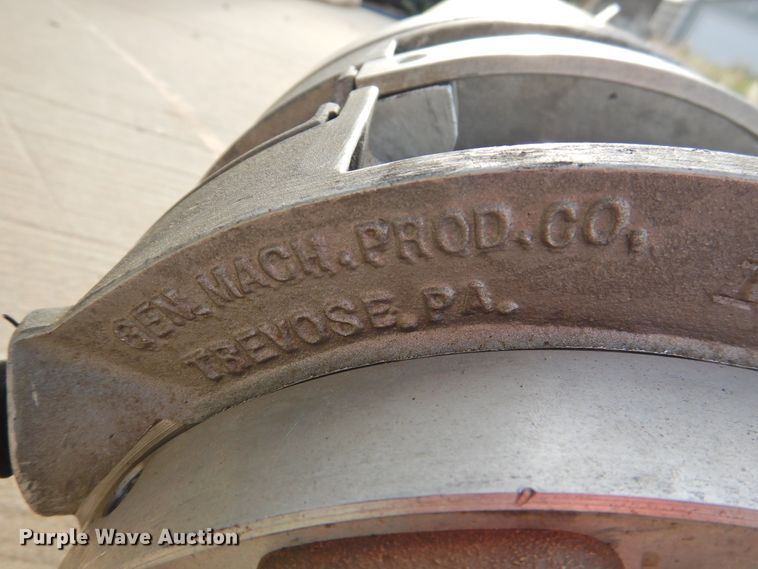 GEN. MACH. PROD. CO.
TREVOSE. PA.
Purple Wave Auction